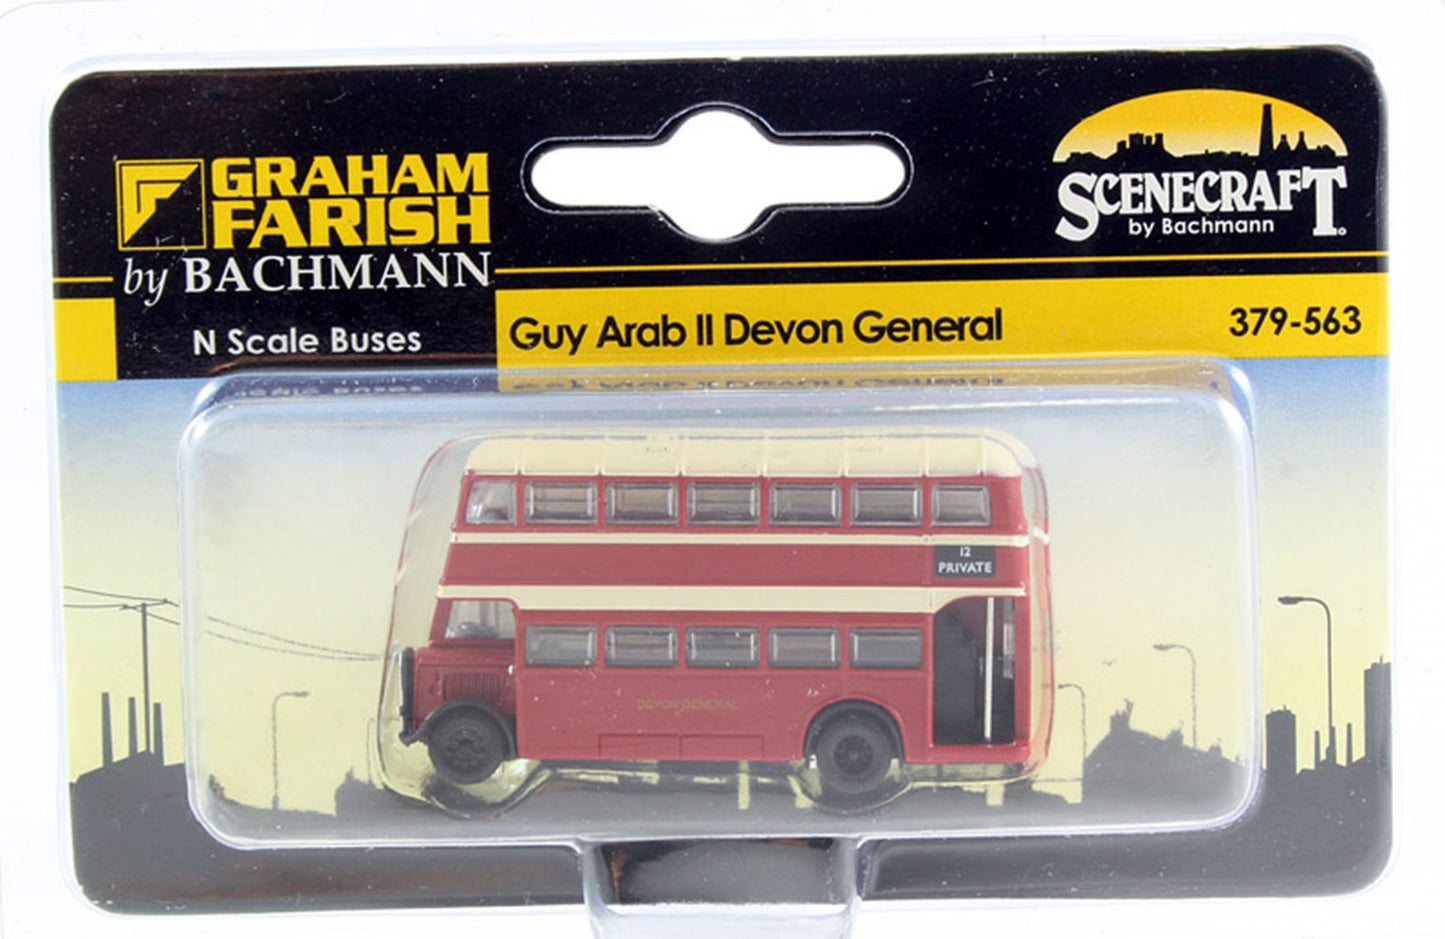 GRAHAM
FARISH
by BACHMANN
N Scale Buses
SCENECRAFT
by Bachmann
Guy Arab II Devon General
379-563
12
PRIVATE
DEVON GENERAL